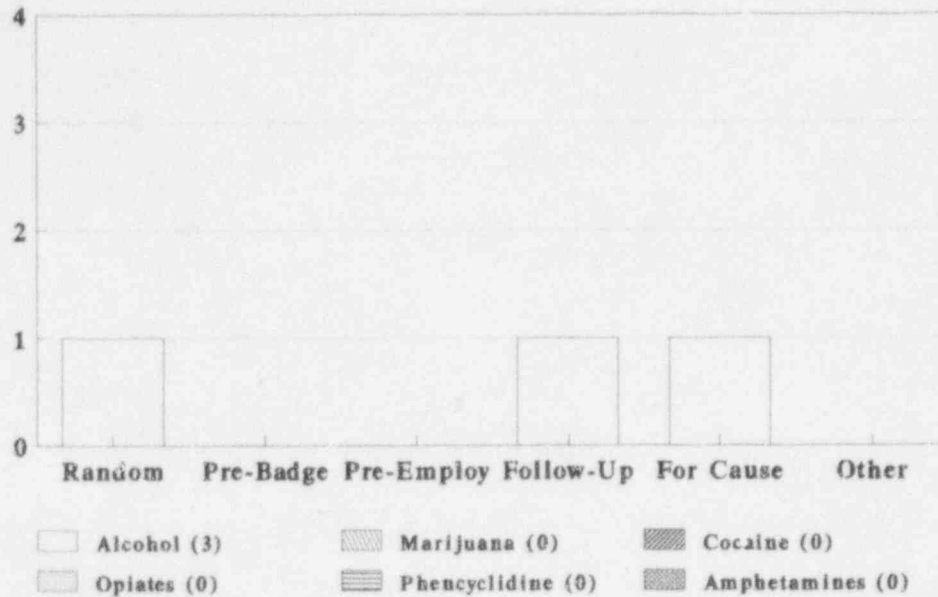 4
3
2
1
0
Random Pre-Badge Pre-Employ Follow-Up For Cause Other
Alcohol (3) Marijuana (0) Cocaine (0)
Opiates (0) Phencyclidine (0) Amphetamines (0)